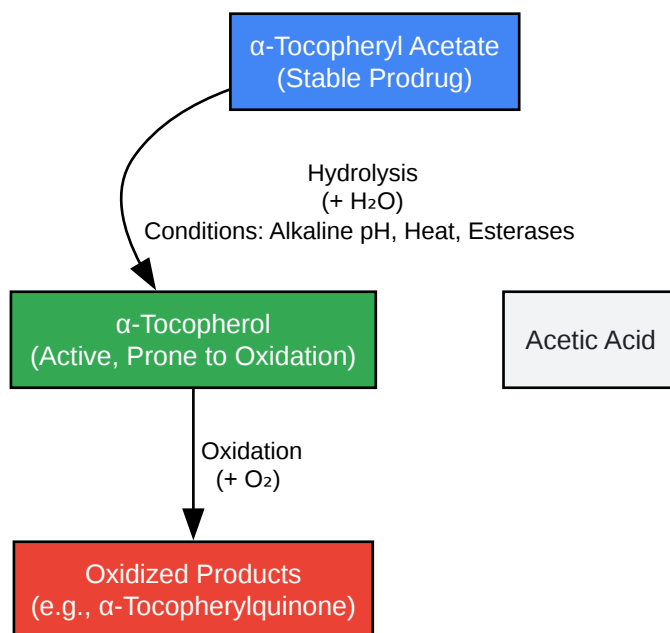 α-Tocopheryl Acetate
(Stable Prodrug)
Hydrolysis
(+ H₂O)
Conditions: Alkaline pH, Heat, Esterases
α-Tocopherol
(Active, Prone to Oxidation)
Acetic Acid
Oxidation
(+ O₂)
Oxidized Products
(e.g., α-Tocopherylquinone)